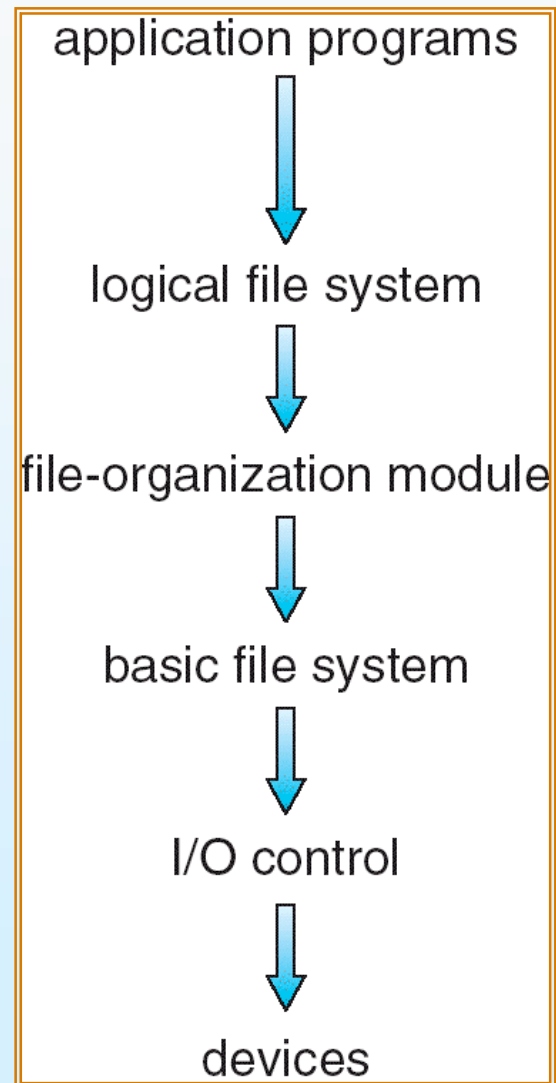 application programs
logical file system
file-organization module
basic file system
I/O control
devices